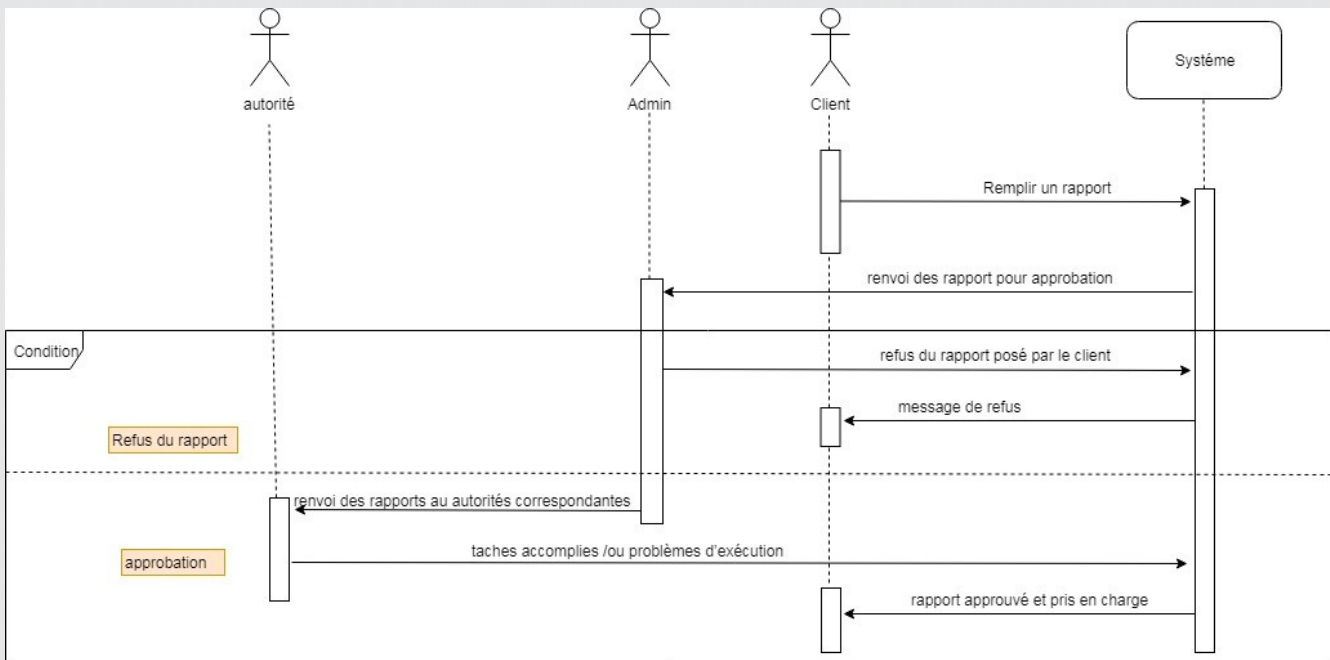 autorité
Admin
Client
Systéme
Remplir un rapport
renvoi des rapport pour approbation
Condition
refus du rapport posé par le client
message de refus
Refus du rapport
renvoi des rapports au autorités correspondantes
taches accomplies /ou problèmes d'exécution
approbation
rapport approuvé et pris en charge